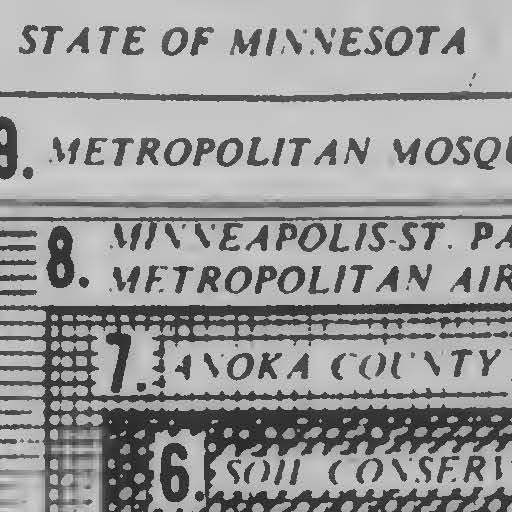 STATE OF MINNESOTA
9. METROPOLITAN MOSQU
8. MINNEAPOLIS-ST. PA
METROPOLITAN AIR
7. ANOKA COUNTY
6. SOIL CONSERV